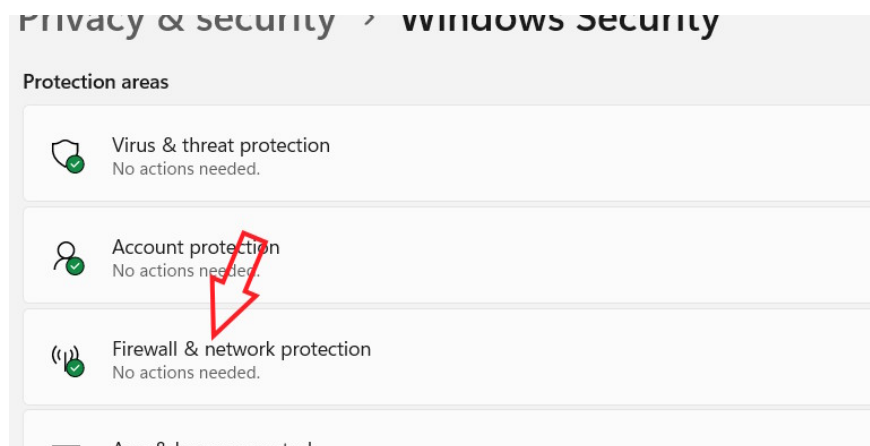 Privacy & security > Windows Security
Protection areas
Virus & threat protection
No actions needed.
Account protection
No actions needed.
Firewall & network protection
No actions needed.